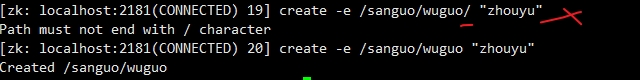 [zk: localhost:2181(CONNECTED) 19] create -e /sanguo/wuguo/ "zhouyu"
Path must not end with / character
[zk: localhost:2181(CONNECTED) 20] create -e /sanguo/wuguo "zhouyu"
Created /sanguo/wuguo